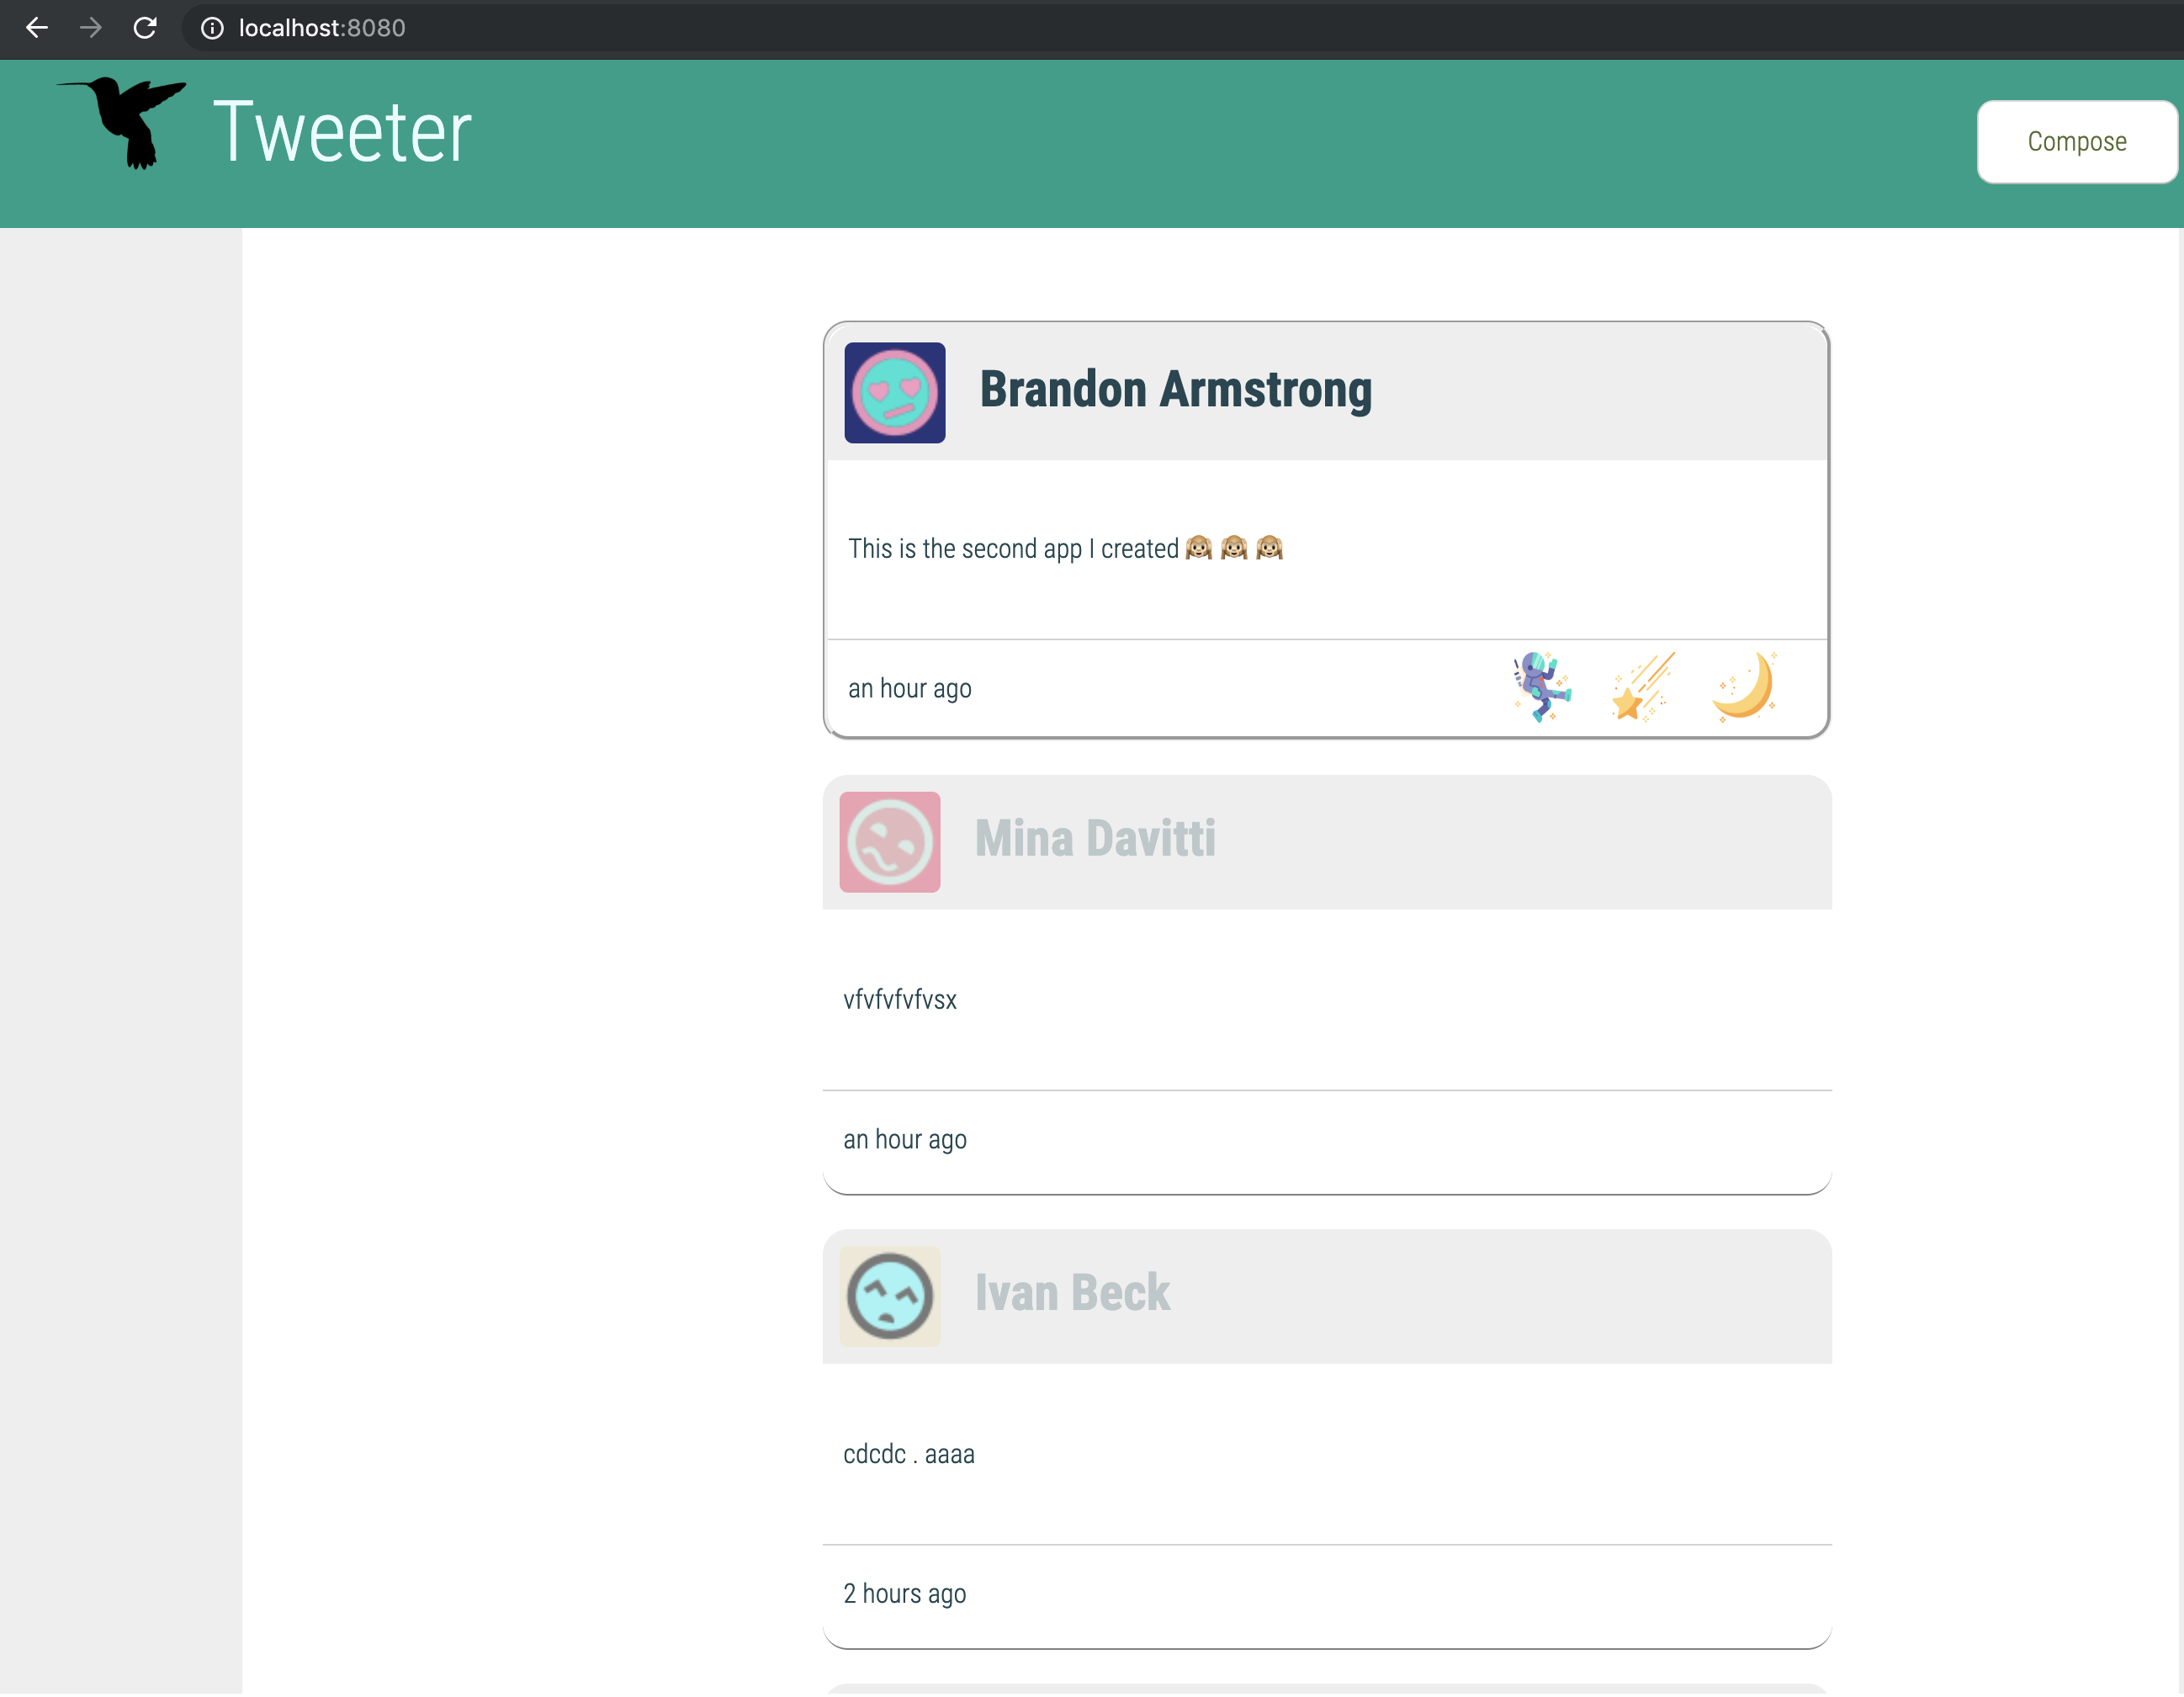 localhost:8080
Tweeter
Compose
Brandon Armstrong
This is the second app I created 🙉 🙉 🙉
an hour ago
Mina Davitti
vfvfvfvfvsx
an hour ago
Ivan Beck
cdcdc . aaaa
2 hours ago